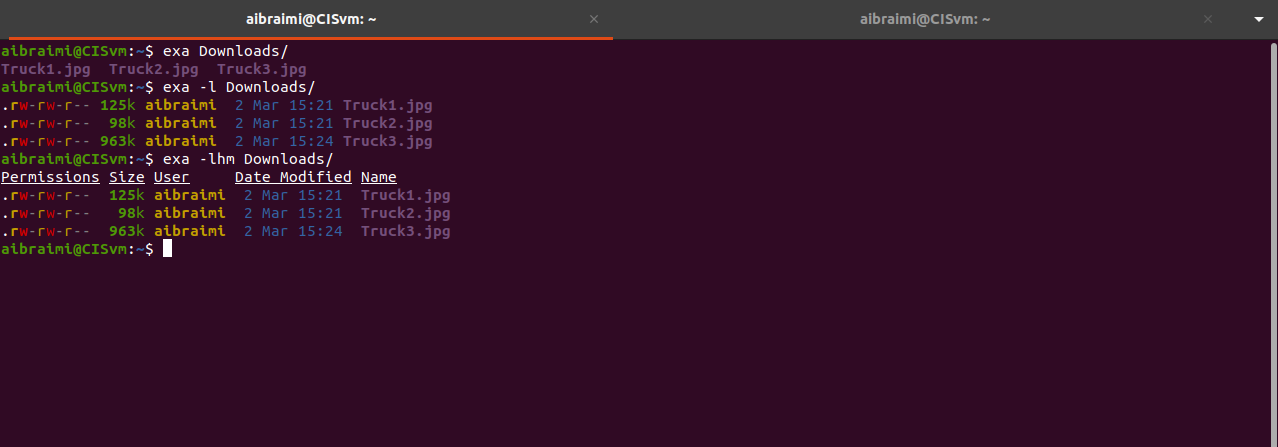 aibraimi@CISvm: ~ × aibraimi@CISvm: ~ ×
aibraimi@CISvm:~$ exa Downloads/
Truck1.jpg  Truck2.jpg  Truck3.jpg
aibraimi@CISvm:~$ exa -l Downloads/
.rw-rw-r-- 125k aibraimi  2 Mar 15:21 Truck1.jpg
.rw-rw-r--  98k aibraimi  2 Mar 15:21 Truck2.jpg
.rw-rw-r-- 963k aibraimi  2 Mar 15:24 Truck3.jpg
aibraimi@CISvm:~$ exa -lhm Downloads/
Permissions Size User     Date Modified Name
.rw-rw-r--  125k aibraimi  2 Mar 15:21  Truck1.jpg
.rw-rw-r--   98k aibraimi  2 Mar 15:21  Truck2.jpg
.rw-rw-r--  963k aibraimi  2 Mar 15:24  Truck3.jpg
aibraimi@CISvm:~$